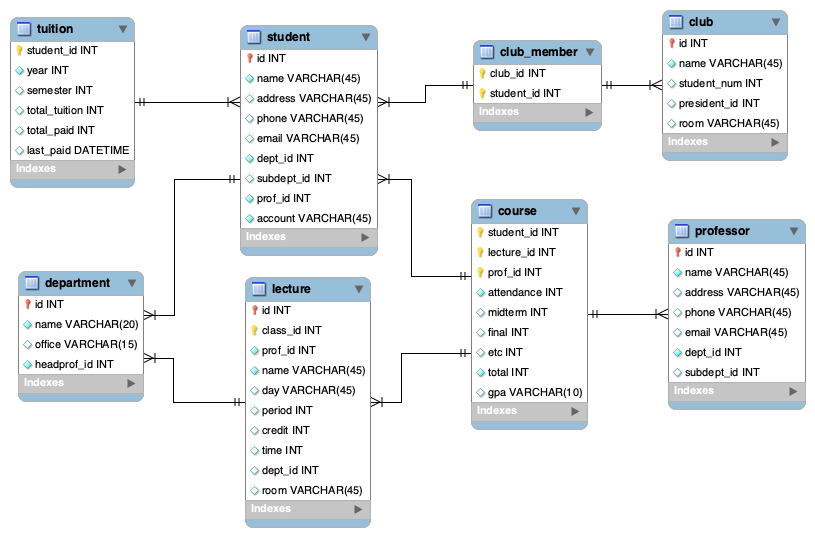 tuition
student_id INT
year INT
semester INT
total_tuition INT
total_paid INT
last_paid DATETIME
Indexes
student
id INT
name VARCHAR(45)
address VARCHAR(45)
phone VARCHAR(45)
email VARCHAR(45)
dept_id INT
subdept_id INT
prof_id INT
account VARCHAR(45)
Indexes
club_member
club_id INT
student_id INT
Indexes
club
id INT
name VARCHAR(45)
student_num INT
president_id INT
room VARCHAR(45)
Indexes
department
id INT
name VARCHAR(20)
office VARCHAR(15)
headprof_id INT
Indexes
lecture
id INT
class_id INT
prof_id INT
name VARCHAR(45)
day VARCHAR(45)
period INT
credit INT
time INT
dept_id INT
room VARCHAR(45)
Indexes
course
student_id INT
lecture_id INT
prof_id INT
attendance INT
midterm INT
final INT
etc INT
total INT
gpa VARCHAR(10)
Indexes
professor
id INT
name VARCHAR(45)
address VARCHAR(45)
phone VARCHAR(45)
email VARCHAR(45)
dept_id INT
subdept_id INT
Indexes